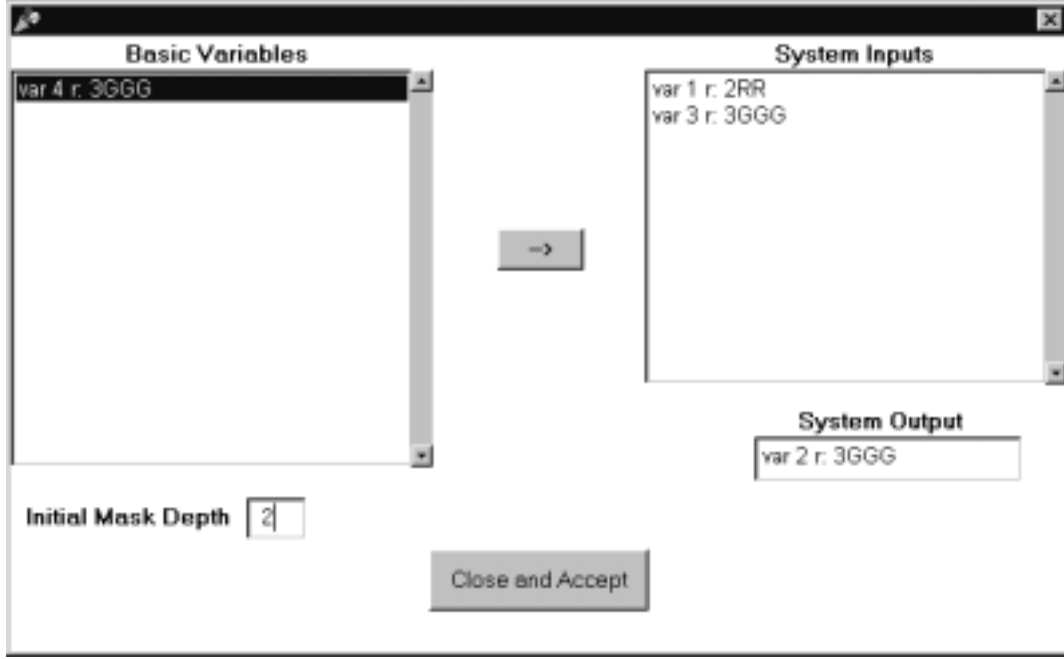 Basic Variables
System Inputs
var 4 r: 3GGG
var 1 r: 2RR
var 3 r: 3GGG
-->
System Output
var 2 r: 3GGG
Initial Mask Depth 2
Close and Accept